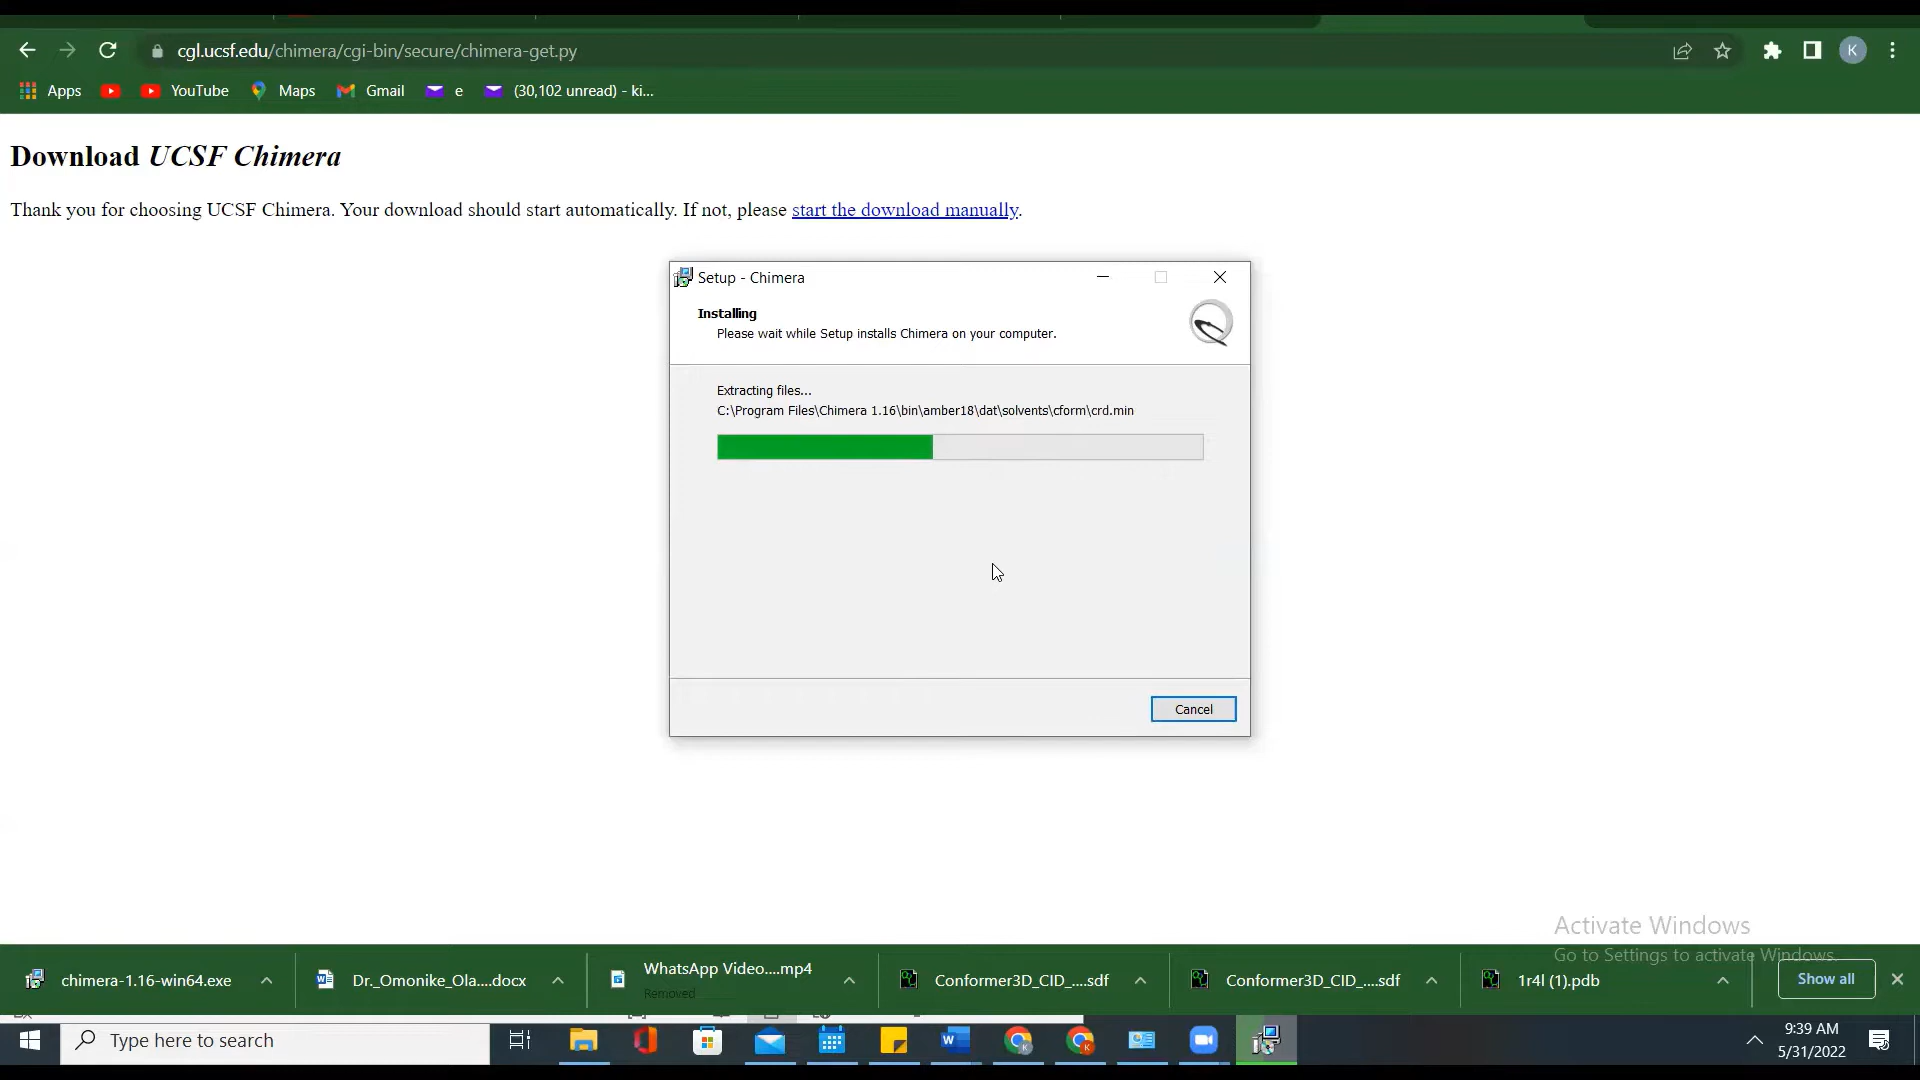 cgl.ucsf.edu/chimera/cgi-bin/secure/chimera-get.py
K
Apps
YouTube
Maps
Gmail
e
(30,102 unread) - ki...
Download UCSF Chimera
Thank you for choosing UCSF Chimera. Your download should start automatically. If not, please start the download manually.
Setup - Chimera
Installing
Please wait while Setup installs Chimera on your computer.
Extracting files...
C:\Program Files\Chimera 1.16\bin\amber18\dat\solvents\cform\crd.min
Cancel
Activate Windows
Go to Settings to activate Windows.
chimera-1.16-win64.exe
Dr._Omonike_Ola....docx
WhatsApp Video....mp4
Removed
Conformer3D_CID_....sdf
Conformer3D_CID_....sdf
1r4l (1).pdb
Show all
Type here to search
9:39 AM
5/31/2022